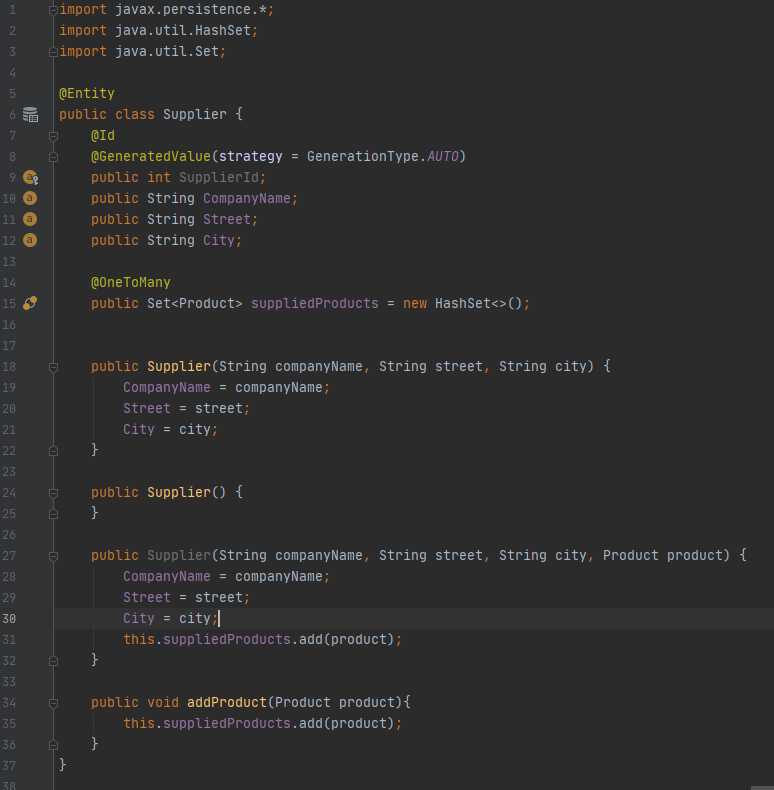 1 import javax.persistence.*;
2 import java.util.HashSet;
3 import java.util.Set;
4
5 @Entity
6 public class Supplier {
7     @Id
8     @GeneratedValue(strategy = GenerationType.AUTO)
9     public int SupplierId;
10     public String CompanyName;
11     public String Street;
12     public String City;
13
14     @OneToMany
15     public Set<Product> suppliedProducts = new HashSet<>();
16
17
18     public Supplier(String companyName, String street, String city) {
19         CompanyName = companyName;
20         Street = street;
21         City = city;
22     }
23
24     public Supplier() {
25     }
26
27     public Supplier(String companyName, String street, String city, Product product) {
28         CompanyName = companyName;
29         Street = street;
30         City = city;
31         this.suppliedProducts.add(product);
32     }
33
34     public void addProduct(Product product){
35         this.suppliedProducts.add(product);
36     }
37 }
38